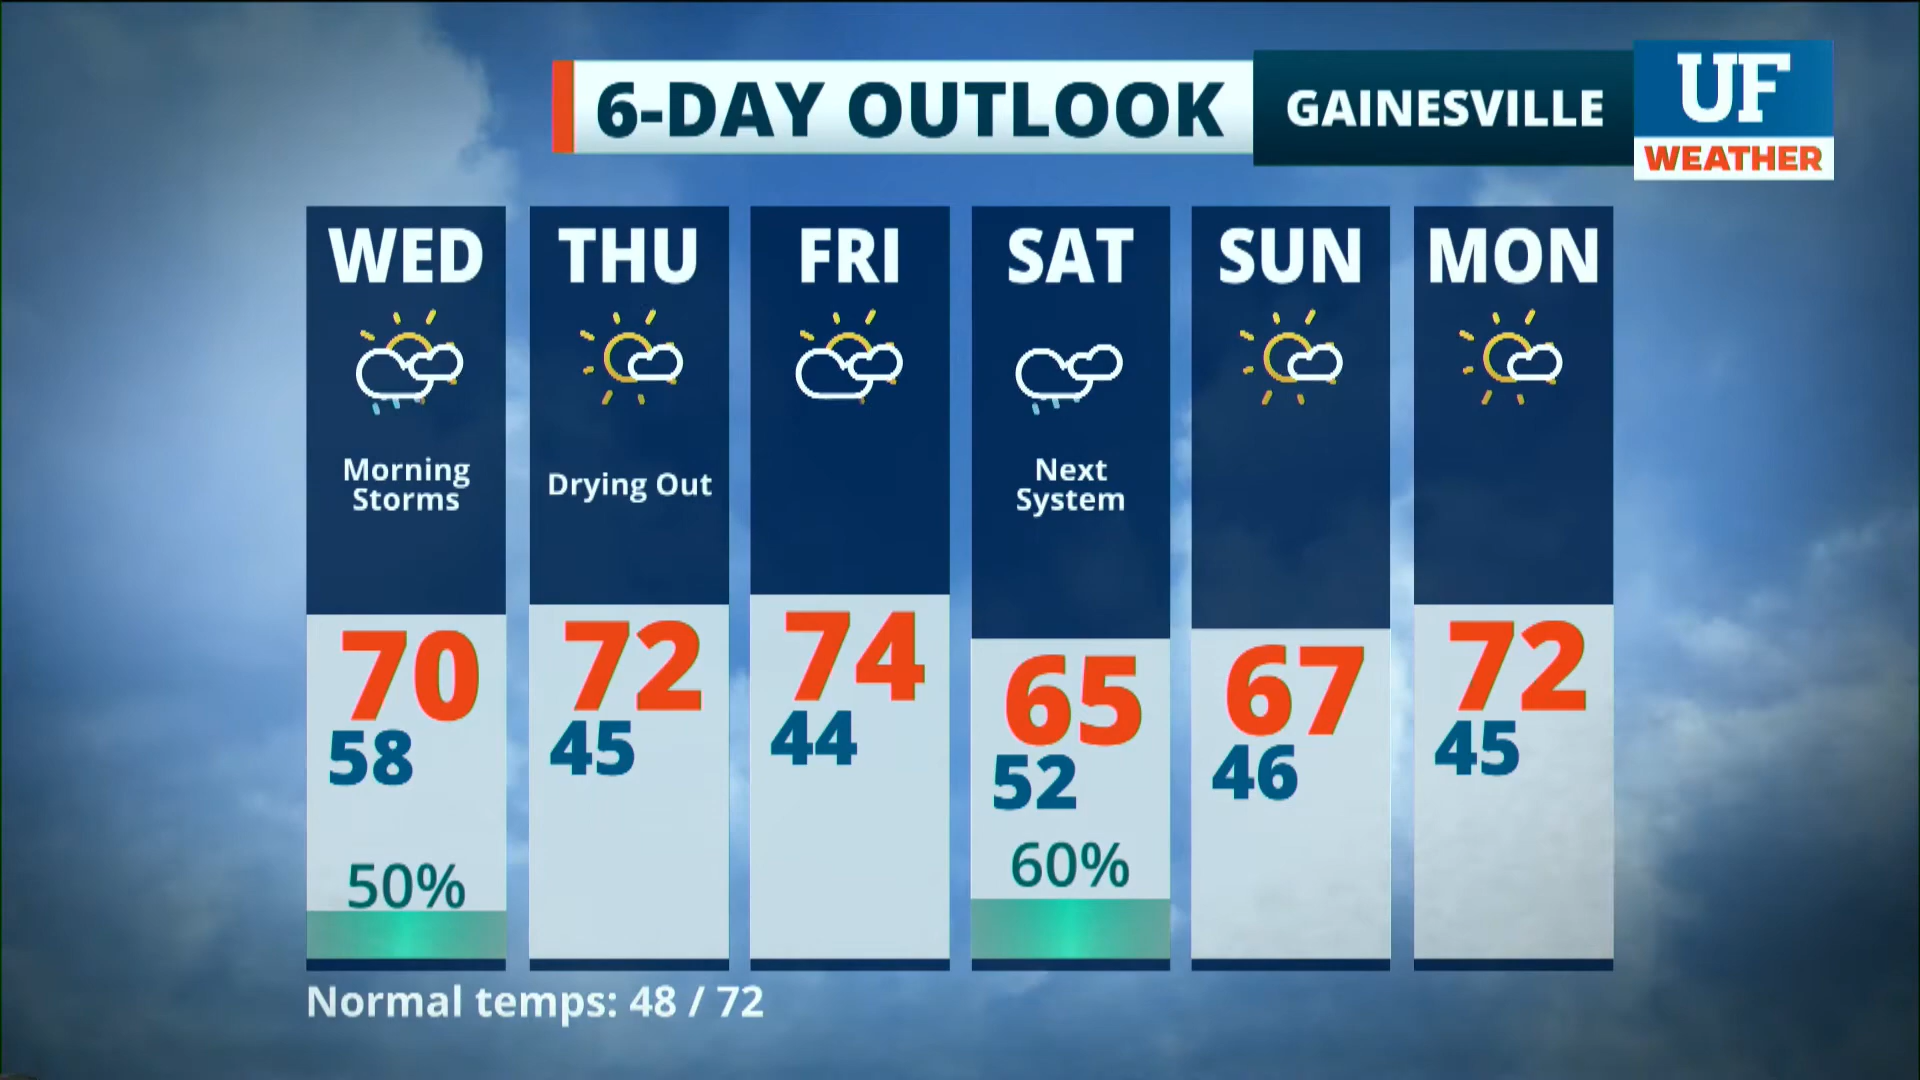 6-DAY OUTLOOK
GAINESVILLE
UF
WEATHER
WED
THU
FRI
SAT
SUN
MON
Morning
Storms
Drying Out
Next
System
70
58
50%
72
45
74
44
65
52
60%
67
46
72
45
Normal temps: 48 / 72